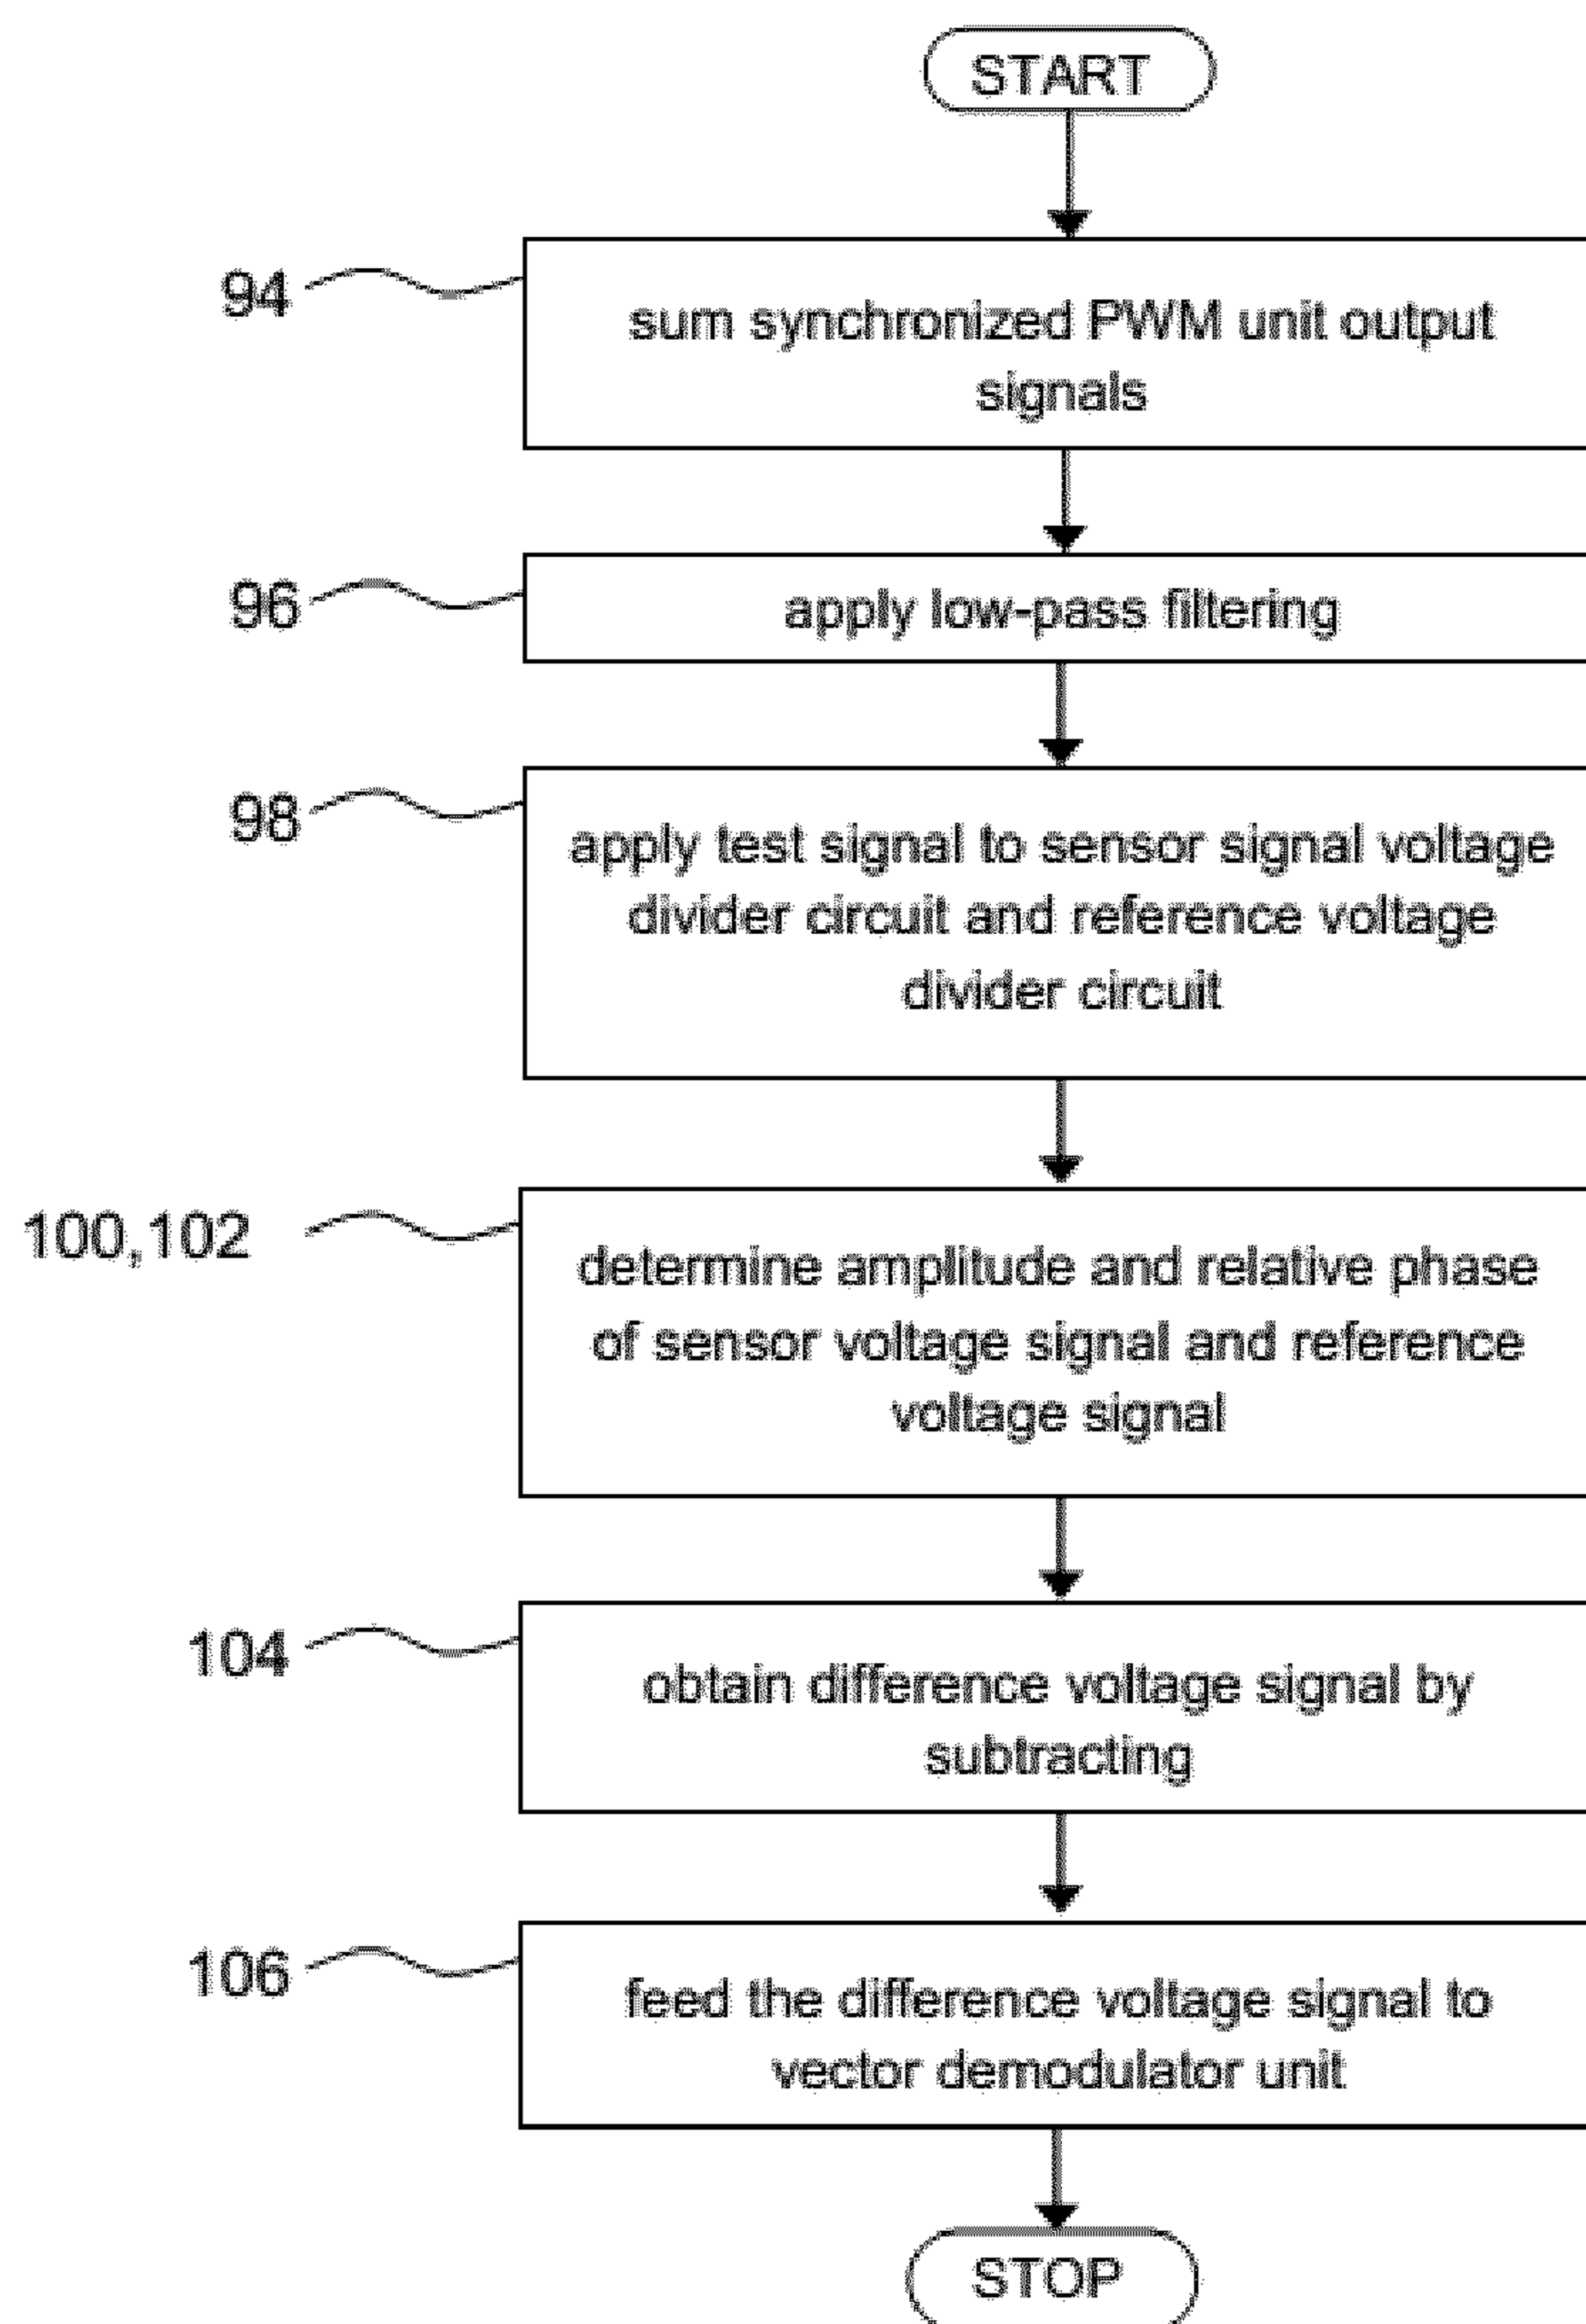 START
94
sum synchronized PWM unit output
signals
96
apply low-pass filtering
98
apply test signal to sensor signal voltage
divider circuit and reference voltage
divider circuit
100,102
determine amplitude and relative phase
of sensor voltage signal and reference
voltage signal
104
obtain difference voltage signal by
subtracting
106
feed the difference voltage signal to
vector demodulator unit
STOP